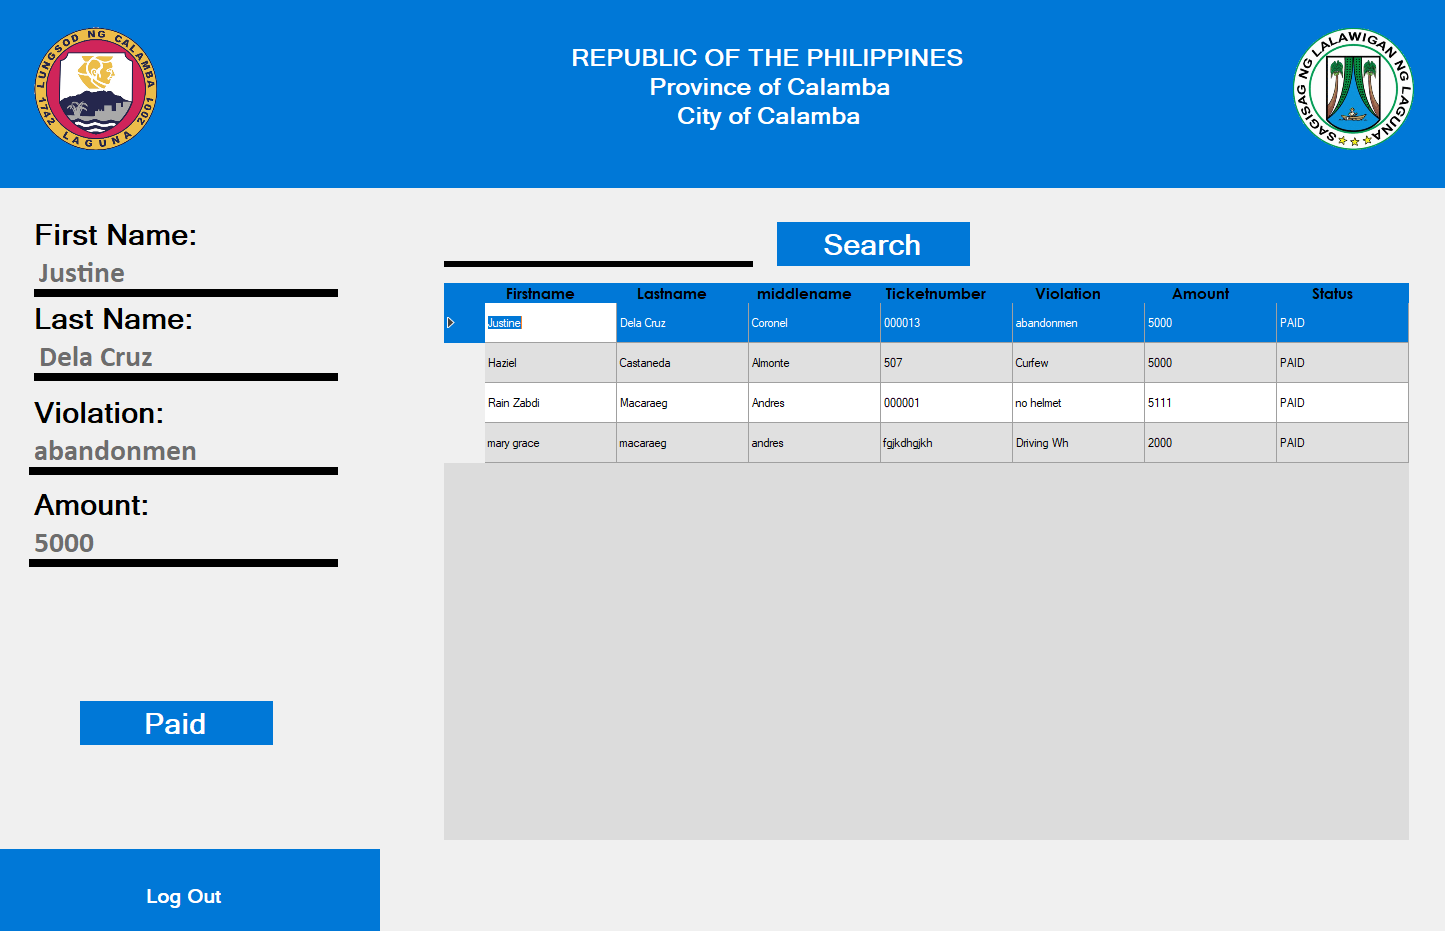 LUNGSOD NG CALAMBA
1742 LAGUNA 2001
REPUBLIC OF THE PHILIPPINES
Province of Calamba
City of Calamba
SAGISAG NG LALAWIGAN NG LAGUNA
First Name:
Justine
Last Name:
Dela Cruz
Violation:
abandonmen
Amount:
5000
Paid
Log Out
Search
Firstname Lastname middlename Ticketnumber Violation Amount Status
Justine Dela Cruz Coronel 000013 abandonmen 5000 PAID
Haziel Castaneda Almonte 507 Curfew 5000 PAID
Rain Zabdi Macaraeg Andres 000001 no helmet 5111 PAID
mary grace macaraeg andres fgjkdhgjkh Driving Wh 2000 PAID